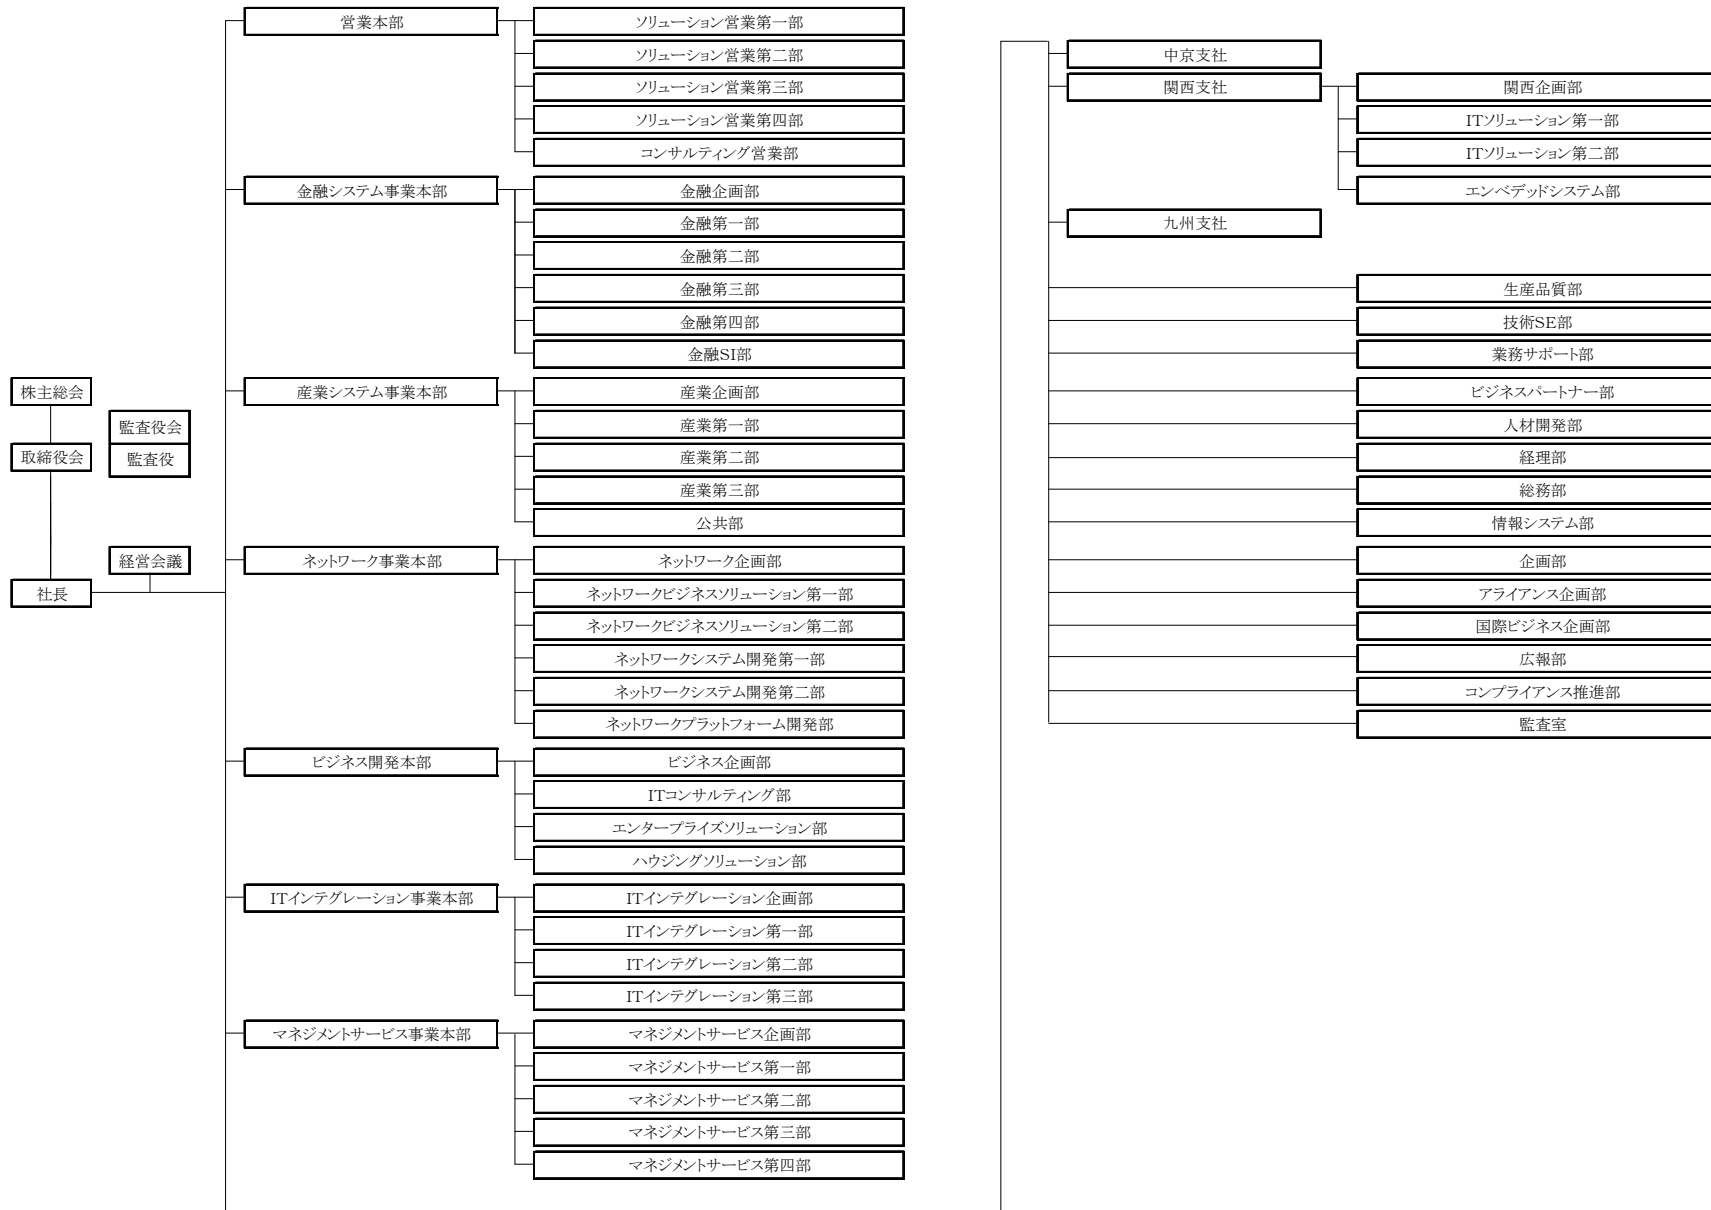 株主総会
取締役会
監査役会
監査役
経営会議
社長
営業本部
ソリューション営業第一部
ソリューション営業第二部
ソリューション営業第三部
ソリューション営業第四部
コンサルティング営業部
金融システム事業本部
金融企画部
金融第一部
金融第二部
金融第三部
金融第四部
金融SI部
産業システム事業本部
産業企画部
産業第一部
産業第二部
産業第三部
公共部
ネットワーク事業本部
ネットワーク企画部
ネットワークビジネスソリューション第一部
ネットワークビジネスソリューション第二部
ネットワークシステム開発第一部
ネットワークシステム開発第二部
ネットワークプラットフォーム開発部
ビジネス開発本部
ビジネス企画部
ITコンサルティング部
エンタープライズソリューション部
ハウジングソリューション部
ITインテグレーション事業本部
ITインテグレーション企画部
ITインテグレーション第一部
ITインテグレーション第二部
ITインテグレーション第三部
マネジメントサービス事業本部
マネジメントサービス企画部
マネジメントサービス第一部
マネジメントサービス第二部
マネジメントサービス第三部
マネジメントサービス第四部
中京支社
関西支社
関西企画部
ITソリューション第一部
ITソリューション第二部
エンベデッドシステム部
九州支社
生産品質部
技術SE部
業務サポート部
ビジネスパートナー部
人材開発部
経理部
総務部
情報システム部
企画部
アライアンス企画部
国際ビジネス企画部
広報部
コンプライアンス推進部
監査室